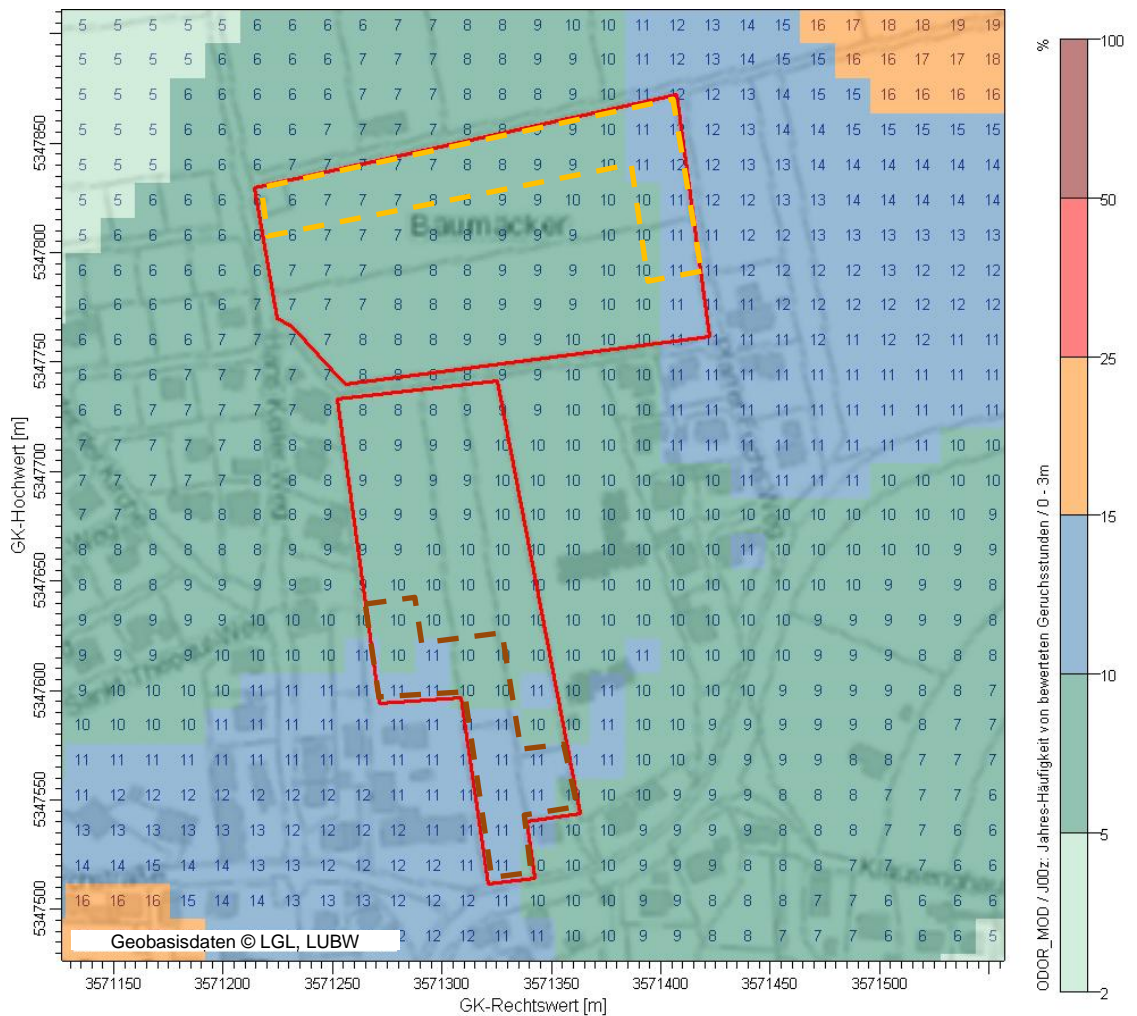 5 5 5 5 5 6 6 6 7 7 8 8 9 9 10 10 11 12 13 14 15 16 17 18 18 19 19
5 5 5 5 6 6 6 6 7 7 7 8 8 9 9 10 11 12 13 14 15 15 16 16 17 17 18
5 5 5 6 6 6 6 7 7 7 7 8 8 8 9 10 11 12 12 13 14 15 15 16 16 16 16
5 5 5 6 6 6 6 7 7 7 7 8 8 9 9 10 11 12 12 13 14 14 15 15 15 15 15
5 5 5 6 6 6 7 7 7 7 8 8 9 9 9 10 11 12 12 13 13 14 14 14 14 14 14
5 5 6 6 6 6 6 7 7 7 8 8 9 9 10 10 10 11 12 12 13 13 14 14 14 14 14
5 6 6 6 6 6 6 7 7 7 8 8 9 9 9 10 10 11 11 12 12 13 13 13 13 13 13
Baumäcker
6 6 6 6 6 6 7 7 7 8 8 8 9 9 9 10 10 11 11 12 12 12 12 13 12 12 12
6 6 6 6 6 7 7 7 8 8 8 9 9 9 9 10 10 11 11 11 12 12 12 12 12 12 12
6 6 6 6 7 7 7 7 8 8 8 9 9 9 10 10 10 11 11 11 11 12 12 11 11 12 12
6 6 6 7 7 7 7 7 8 8 8 8 9 9 10 10 10 11 11 11 11 11 11 11 11 11 11
6 6 7 7 7 7 7 8 8 8 8 9 9 9 10 10 10 11 11 11 11 11 11 11 11 11 11
7 7 7 7 7 8 8 8 8 9 9 9 10 10 10 10 10 11 11 11 11 11 11 11 11 10 10
7 7 7 7 8 8 8 8 8 9 9 9 10 10 10 10 10 10 10 11 11 11 11 10 10 10 10
7 7 8 8 8 8 8 9 9 9 9 9 10 10 10 10 10 10 10 10 10 10 10 10 10 10 9
8 8 8 8 8 8 9 9 9 9 10 10 10 10 10 10 10 10 10 11 10 10 10 10 10 9 9
8 8 8 9 9 9 9 9 9 10 10 10 10 10 10 10 10 10 10 10 10 10 10 9 9 9 9
9 9 9 9 10 10 10 10 10 10 10 10 10 10 10 10 10 10 10 10 10 9 9 9 9 9 8
9 9 9 9 10 10 10 10 11 10 11 10 10 10 10 10 11 10 10 10 10 9 9 9 8 8 8
9 10 10 10 10 11 11 11 11 11 11 10 10 11 10 11 10 10 10 10 9 9 9 9 8 8 7
10 10 10 10 11 11 11 11 11 11 11 11 11 10 10 11 10 10 9 9 9 9 9 8 8 7 7
11 11 11 11 11 11 11 11 11 11 11 11 11 11 11 11 10 10 9 9 9 9 8 8 7 7 7
11 12 12 12 12 12 12 12 12 11 11 11 11 11 10 10 10 9 9 9 8 8 8 7 7 7 6
13 13 13 13 13 13 12 12 12 12 11 11 11 11 10 10 10 9 9 9 9 8 8 8 7 7 6 6
14 14 15 14 14 13 13 12 12 12 12 11 11 10 10 10 9 9 9 8 8 8 7 7 7 6 6
16 16 16 15 14 14 13 13 13 12 12 12 11 10 10 10 10 9 9 8 8 8 7 7 6 6 6 6
12 12 12 11 11 10 10 9 9 8 8 7 7 7 6 6 5
Geobasisdaten © LGL, LUBW
3571150 3571200 3571250 3571300 3571350 3571400 3571450 3571500
GK-Rechtswert [m]
5347850
5347800
5347750
5347700
5347650
5347600
5347550
5347500
GK-Hochwert [m]
%
100
50
25
15
10
5
2
ODOR_MOD / J00z: Jahres-Häufigkeit von bewerteten Geruchsstunden / 0 - 3m